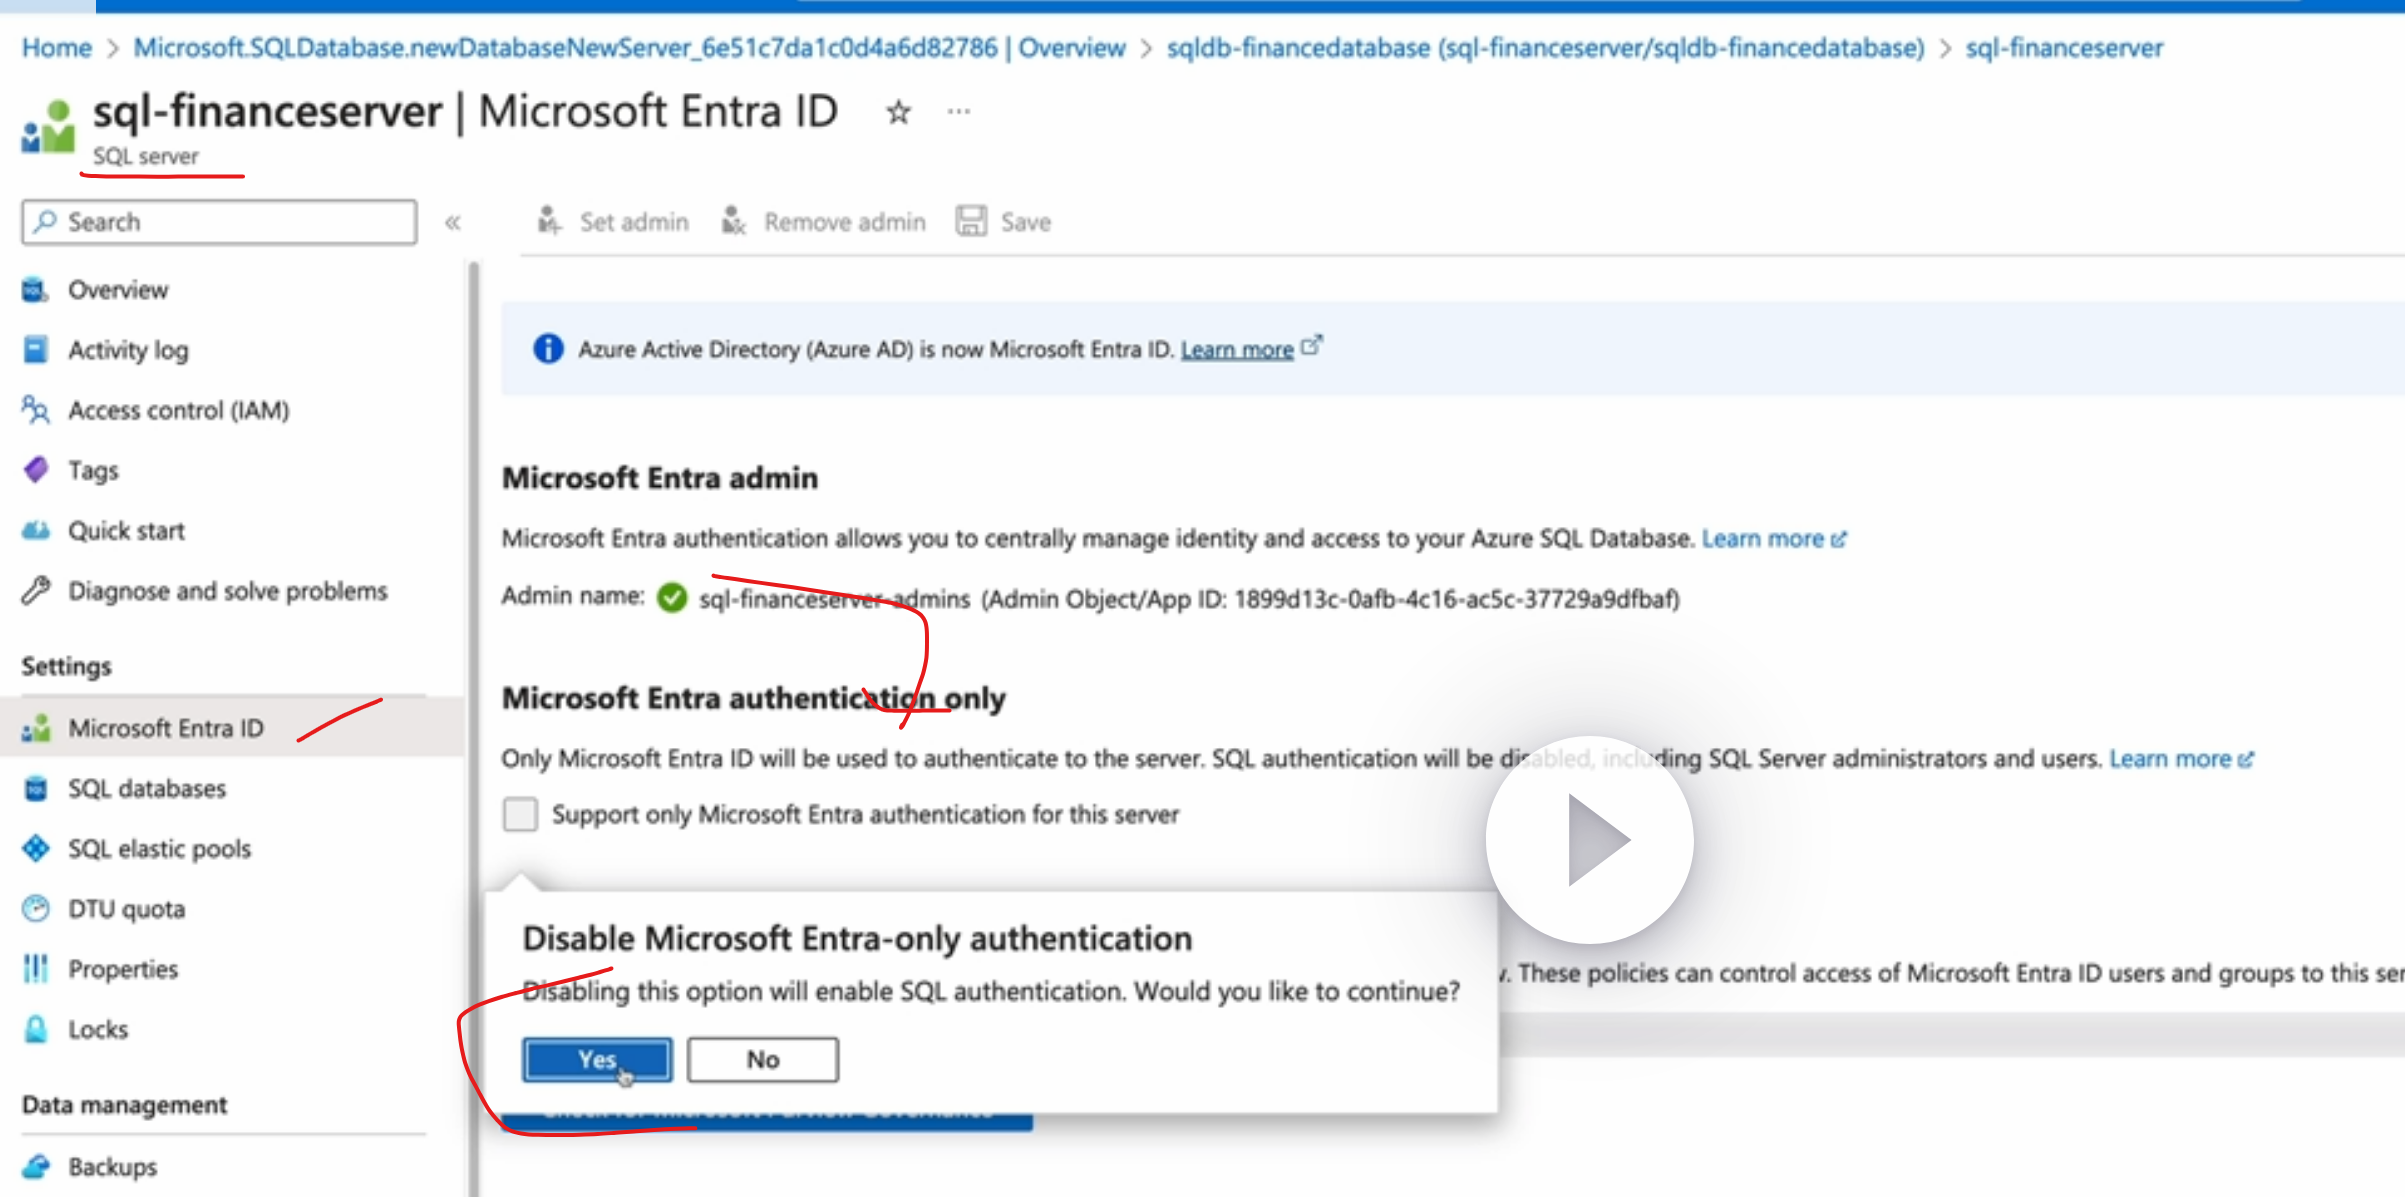 Home > Microsoft.SQLDatabase.newDatabaseNewServer_6e51c7da1c0d4a6d82786 | Overview > sqldb-financedatabase (sql-financeserver/sqldb-financedatabase) > sql-financeserver
sql-financeserver | Microsoft Entra ID ☆ ...
SQL server
Search «
Set admin Remove admin Save
Overview
Activity log
Access control (IAM)
Tags
Quick start
Diagnose and solve problems
Settings
Microsoft Entra ID
SQL databases
SQL elastic pools
DTU quota
Properties
Locks
Data management
Backups
Azure Active Directory (Azure AD) is now Microsoft Entra ID. Learn more
Microsoft Entra admin
Microsoft Entra authentication allows you to centrally manage identity and access to your Azure SQL Database. Learn more
Admin name: sql-financeserver-admins (Admin Object/App ID: 1899d13c-0afb-4c16-ac5c-37729a9dfbaf)
Microsoft Entra authentication only
Only Microsoft Entra ID will be used to authenticate to the server. SQL authentication will be disabled, including SQL Server administrators and users. Learn more
Support only Microsoft Entra authentication for this server
Disable Microsoft Entra-only authentication
Disabling this option will enable SQL authentication. Would you like to continue?
Yes No
. These policies can control access of Microsoft Entra ID users and groups to this